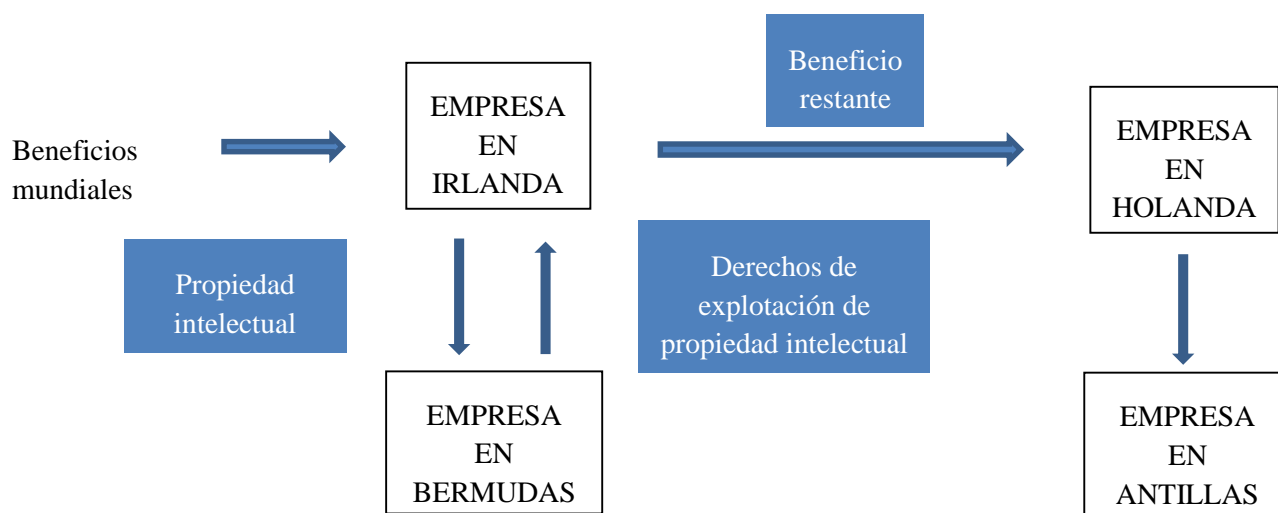 Beneficios
mundiales
EMPRESA
EN
IRLANDA
Beneficio
restante
EMPRESA
EN
HOLANDA
Propiedad
intelectual
Derechos de
explotación de
propiedad intelectual
EMPRESA
EN
BERMUDAS
EMPRESA
EN
ANTILLAS